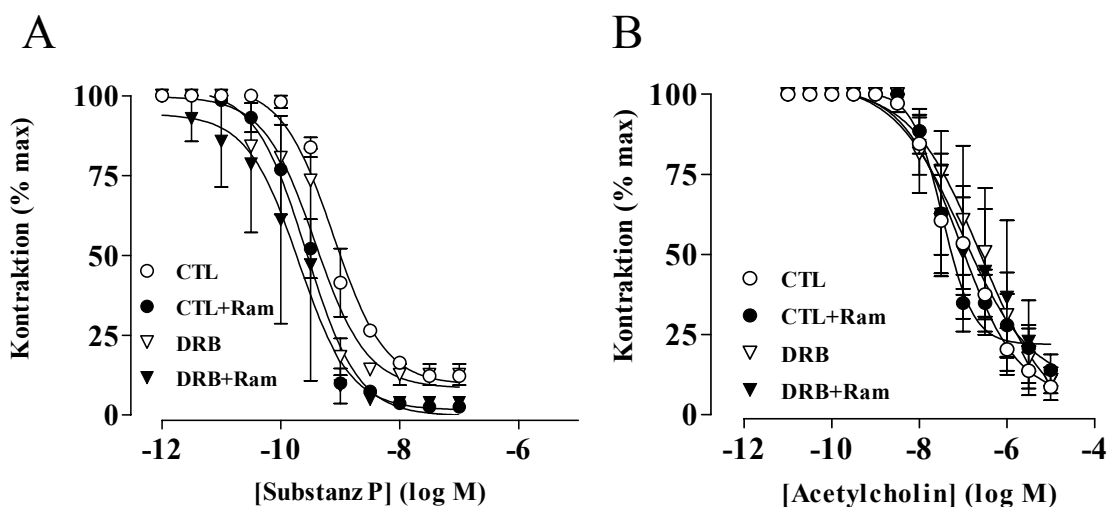 A
Kontraktion (% max)
100
75
50
25
0
CTL
CTL+Ram
DRB
DRB+Ram
-12
-10
-8
-6
[Substanz P] (log M)
B
Kontraktion (% max)
100
75
50
25
0
CTL
CTL+Ram
DRB
DRB+Ram
-12
-10
-8
-6
-4
[Acetylcholin] (log M)